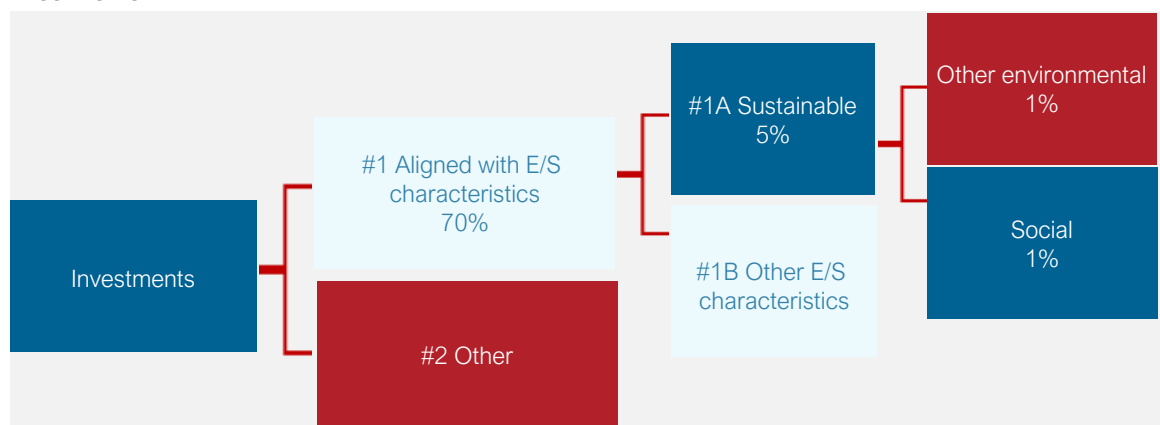 Investments
#1 Aligned with E/S
characteristics
70%
#2 Other
#1A Sustainable
5%
#1B Other E/S
characteristics
Other environmental
1%
Social
1%